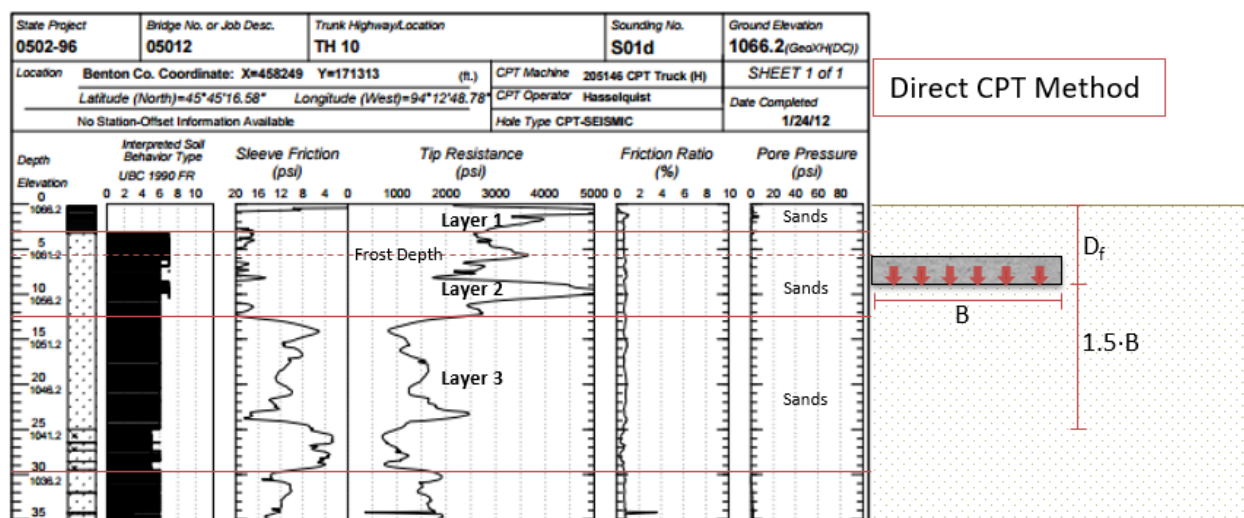 State Project
0502-96
Bridge No. or Job Desc.
05012
Trunk Highway/Location
TH 10
Sounding No.
S01d
Ground Elevation
1066.2(GeoXH(DC))
Location Benton Co. Coordinate: X=458249 Y=171313 (ft.)
Latitude (North)=45°45'16.58" Longitude (West)=94°12'48.78"
No Station-Offset Information Available
CPT Machine 205146 CPT Truck (H)
CPT Operator Hasselquist
Hole Type CPT-SEISMIC
SHEET 1 of 1
Date Completed
1/24/12
Direct CPT Method
Depth
Elevation
Interpreted Soil
Behavior Type
UBC 1990 FR
Sleeve Friction
(psi)
Tip Resistance
(psi)
Friction Ratio
(%)
Pore Pressure
(psi)
0 2 4 6 8 10
20 16 12 8 4 0
1000 2000 3000 4000 5000
0 2 4 6 8 10
0 20 40 60 80
0
1066.2
Layer 1
Sands
5
1061.2
Frost Depth
10
1056.2
Layer 2
Sands
15
1051.2
20
1046.2
Layer 3
Sands
25
1041.2
30
1036.2
35
Df
B
1.5·B